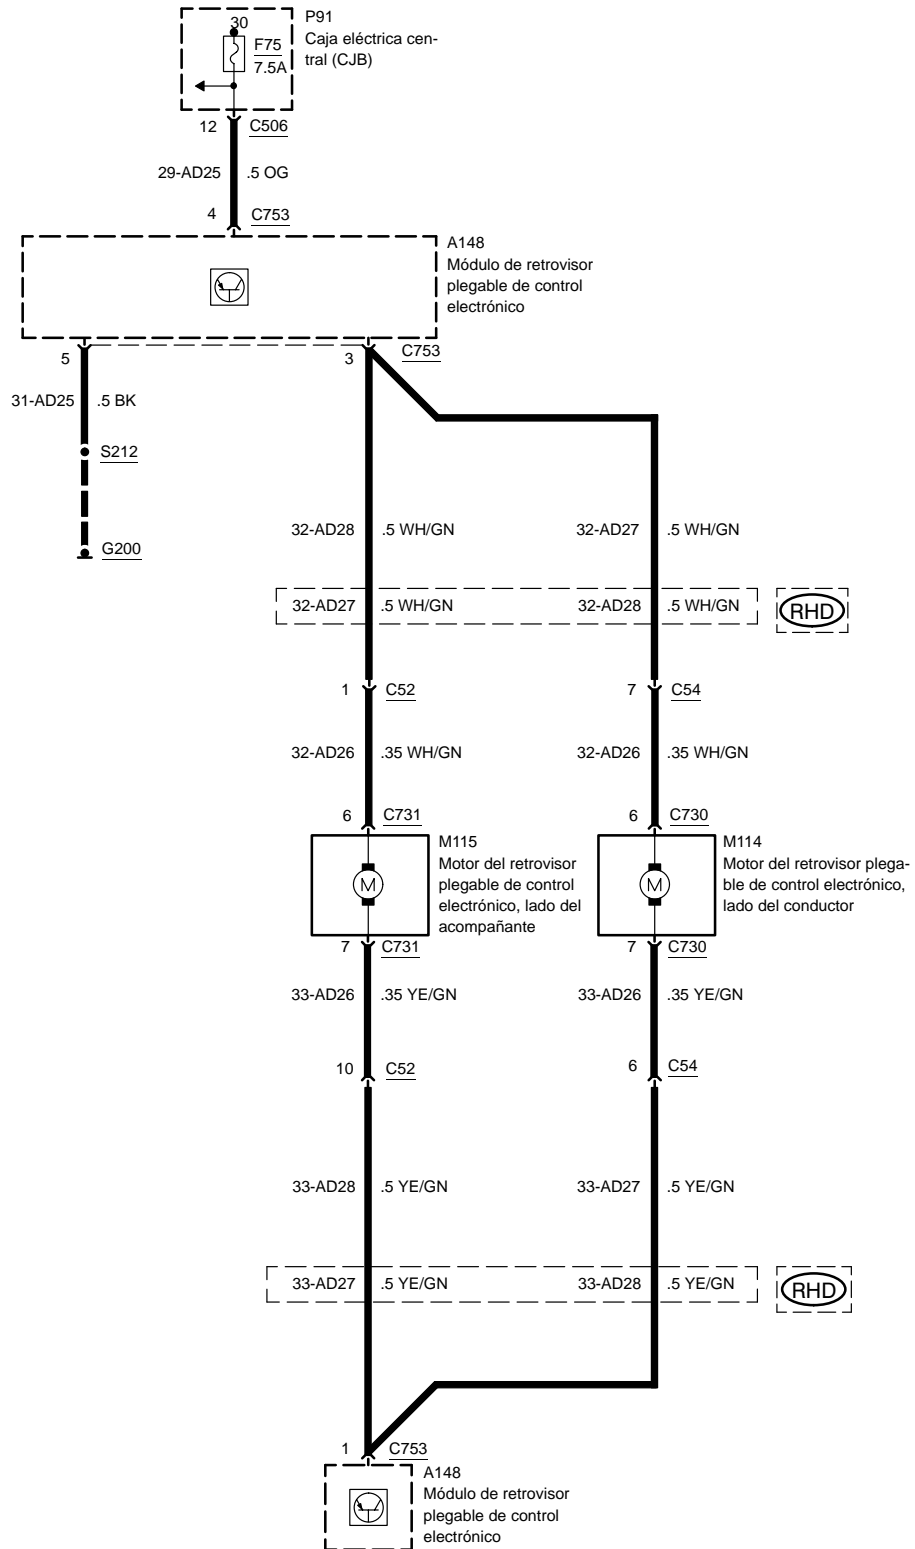 30
F75
7.5A
P91
Caja eléctrica cen-
tral (CJB)
12 C506
29-AD25 .5 OG
4 C753
A148
Módulo de retrovisor
plegable de control
electrónico
5
3 C753
31-AD25 .5 BK
S212
G200
32-AD28 .5 WH/GN 32-AD27 .5 WH/GN
32-AD27 .5 WH/GN 32-AD28 .5 WH/GN RHD
1 C52 7 C54
32-AD26 .35 WH/GN 32-AD26 .35 WH/GN
6 C731 6 C730
M
M115
Motor del retrovisor
plegable de control
electrónico, lado del
acompañante
M
M114
Motor del retrovisor plega-
ble de control electrónico,
lado del conductor
7 C731 7 C730
33-AD26 .35 YE/GN 33-AD26 .35 YE/GN
10 C52 6 C54
33-AD28 .5 YE/GN 33-AD27 .5 YE/GN
33-AD27 .5 YE/GN 33-AD28 .5 YE/GN RHD
1 C753
A148
Módulo de retrovisor
plegable de control
electrónico